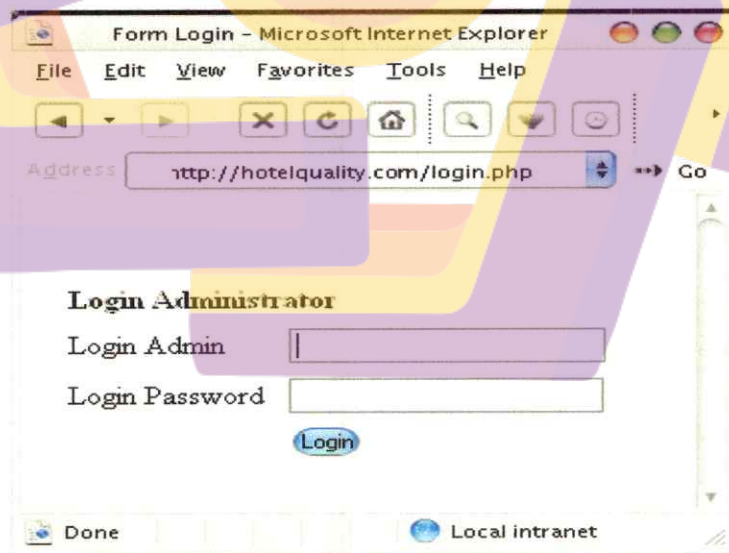 Form Login - Microsoft Internet Explorer
File Edit View Favorites Tools Help
Address http://hotelquality.com/login.php Go
Login Administrator
Login Admin
Login Password
Login
Done Local intranet